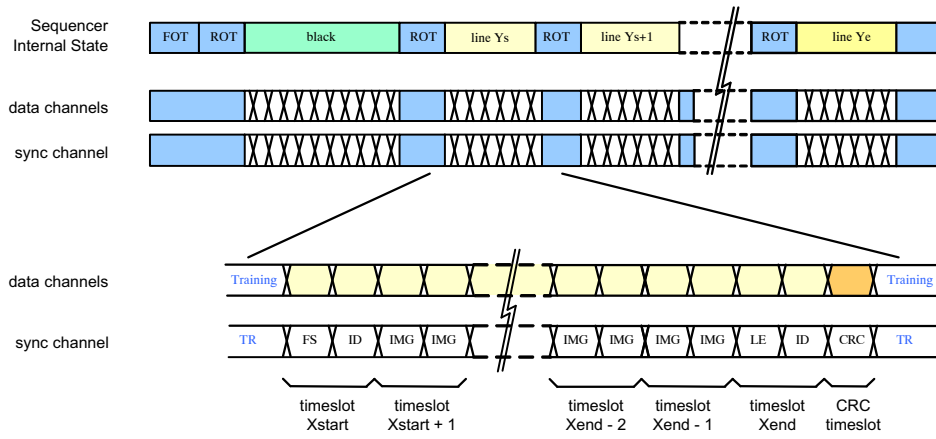 Sequencer
Internal State
FOT ROT black ROT line Ys ROT line Ys+1 ROT line Ye
data channels
sync channel
data channels
Training Training
sync channel
TR FS ID IMG IMG IMG IMG IMG IMG LE ID CRC TR
timeslot
Xstart
timeslot
Xstart + 1
timeslot
Xend - 2
timeslot
Xend - 1
timeslot
Xend
CRC
timeslot